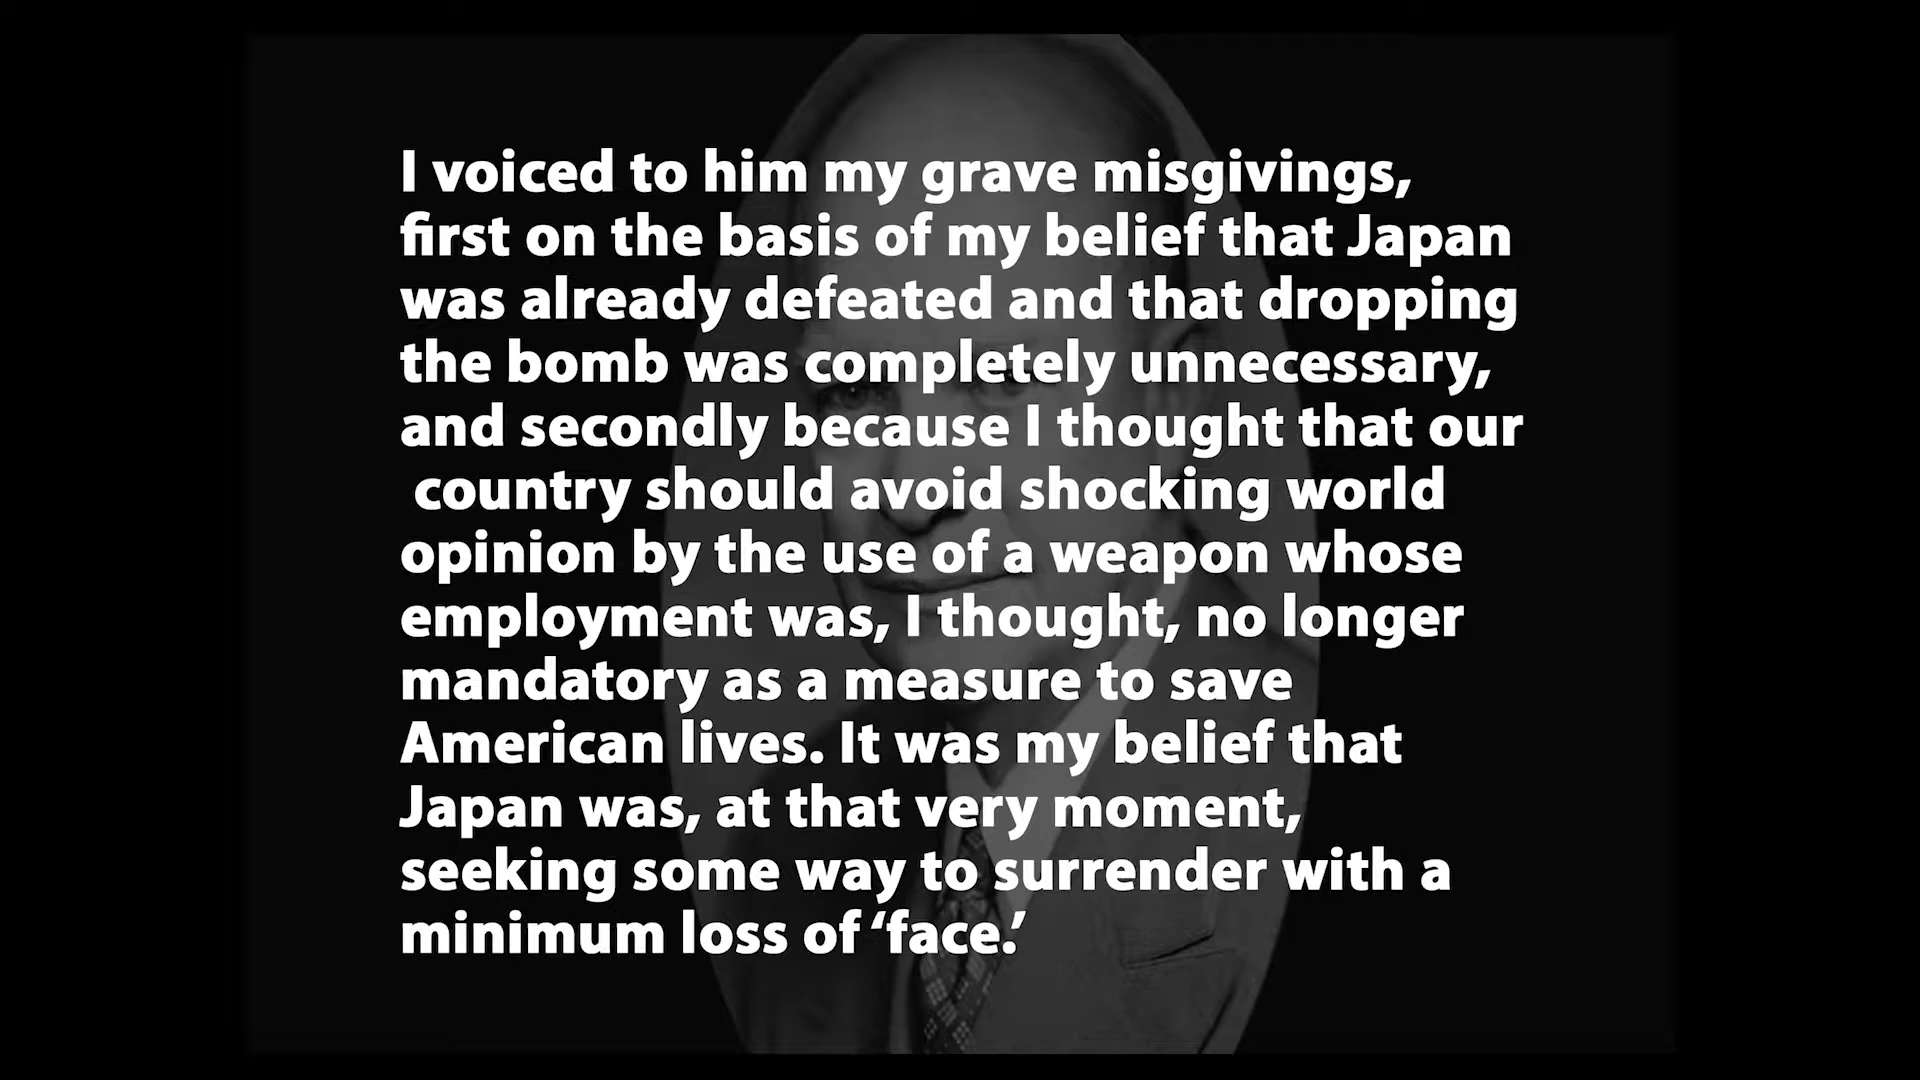 I voiced to him my grave misgivings,
first on the basis of my belief that Japan
was already defeated and that dropping
the bomb was completely unnecessary,
and secondly because I thought that our
country should avoid shocking world
opinion by the use of a weapon whose
employment was, I thought, no longer
mandatory as a measure to save
American lives. It was my belief that
Japan was, at that very moment,
seeking some way to surrender with a
minimum loss of ‘face.’